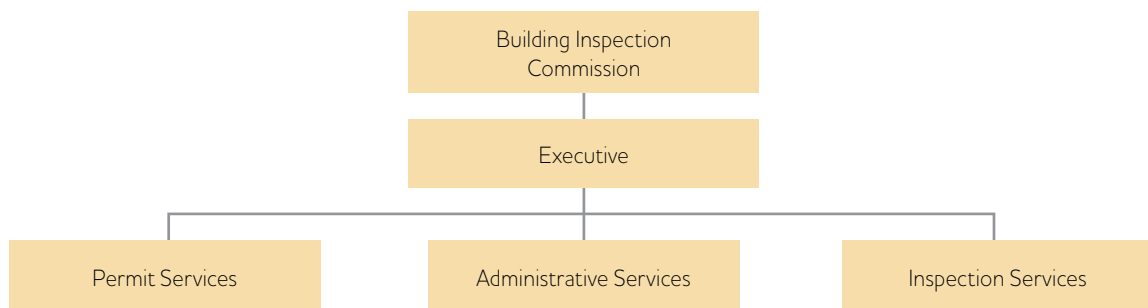 Building Inspection
Commission
Executive
Permit Services
Administrative Services
Inspection Services